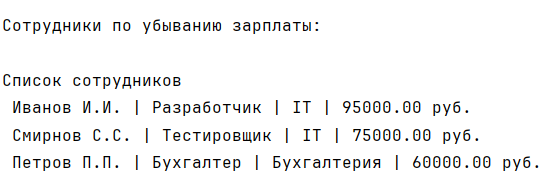 Сотрудники по убыванию зарплаты:
Список сотрудников
Иванов И.И. | Разработчик | IT | 95000.00 руб.
Смирнов С.С. | Тестировщик | IT | 75000.00 руб.
Петров П.П. | Бухгалтер | Бухгалтерия | 60000.00 руб.